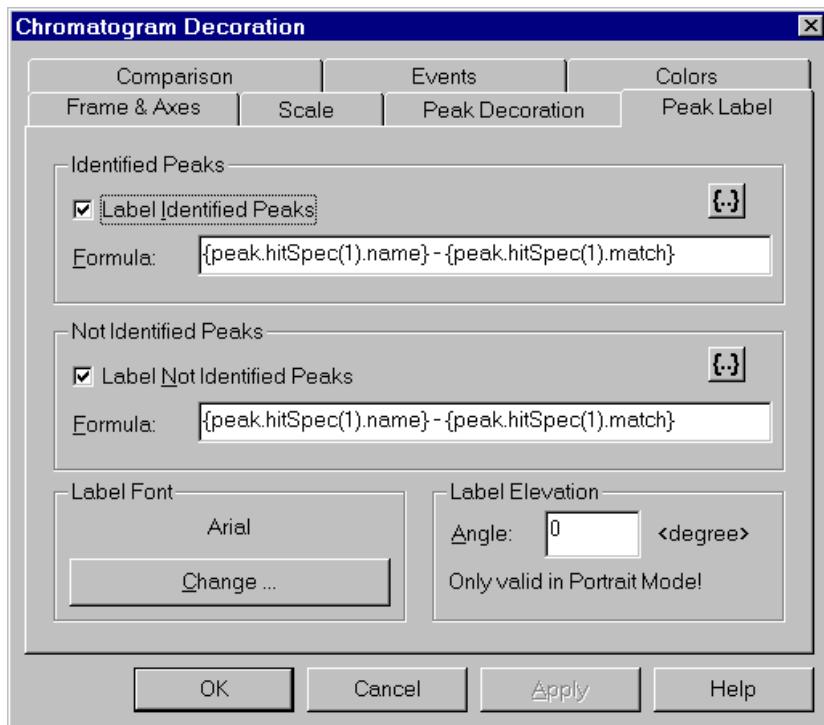 Chromatogram Decoration
Comparison Events Colors
Frame & Axes Scale Peak Decoration Peak Label
Identified Peaks
Label Identified Peaks
{..}
Formula: {peak.hitSpec(1).name} - {peak.hitSpec(1).match}
Not Identified Peaks
Label Not Identified Peaks
{..}
Formula: {peak.hitSpec(1).name} - {peak.hitSpec(1).match}
Label Font
Arial
Change ...
Label Elevation
Angle: 0 <degree>
Only valid in Portrait Mode!
OK Cancel Apply Help